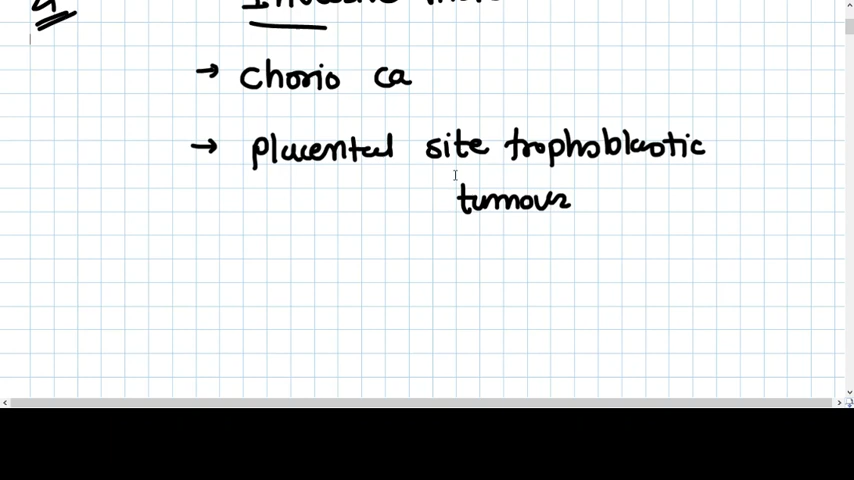 → Chorio ca
→ placental site trophoblastic
tumour